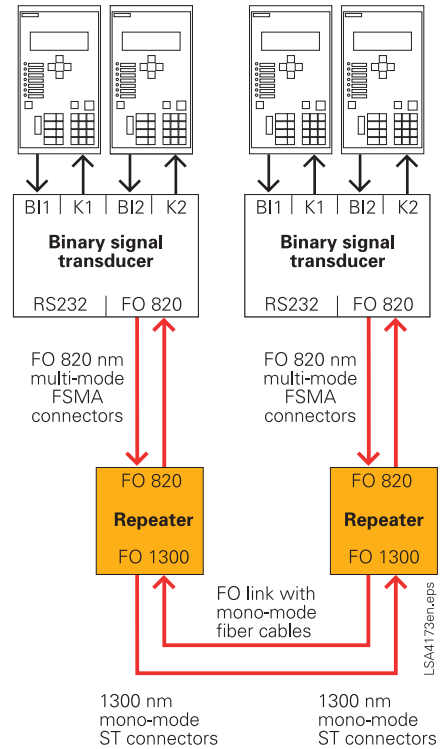 BI1 K1 BI2 K2
Binary signal
transducer
RS232 FO 820
BI1 K1 BI2 K2
Binary signal
transducer
RS232 FO 820
FO 820 nm
multi-mode
FSMA
connectors
FO 820 nm
multi-mode
FSMA
connectors
FO 820
Repeater
FO 1300
FO 820
Repeater
FO 1300
FO link with
mono-mode
fiber cables
LSA4173en.eps
1300 nm
mono-mode
ST connectors
1300 nm
mono-mode
ST connectors